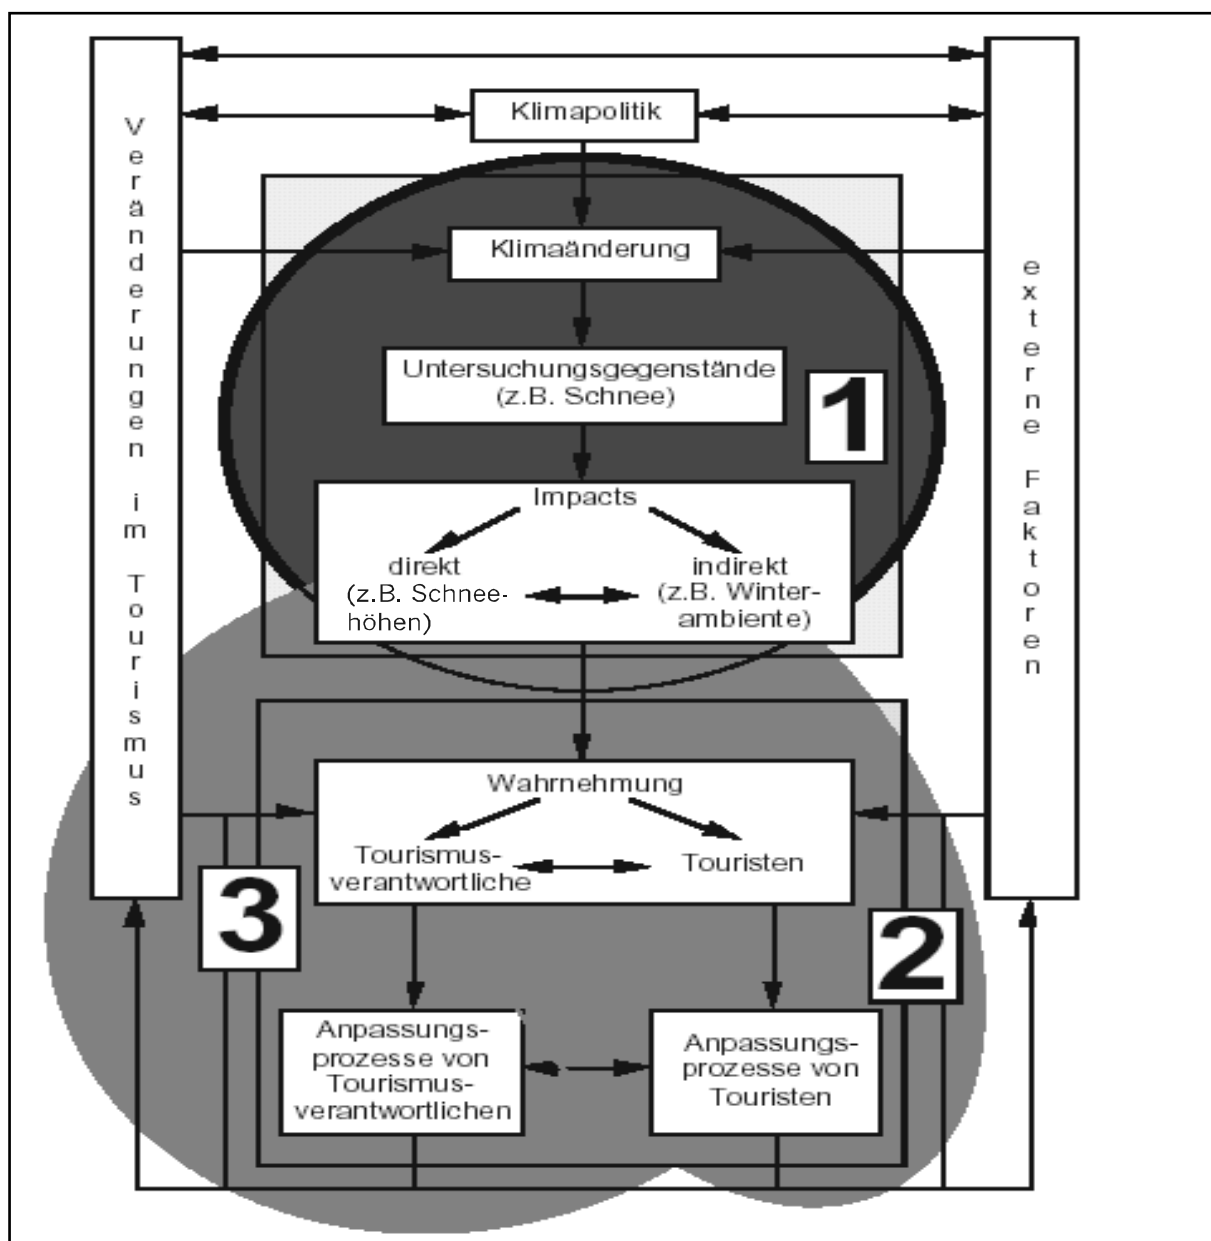 Veränderungen im Tourismus
Klimapolitik
Klimaänderung
Untersuchungsgegenstände
(z.B. Schnee)
1
Impacts
direkt
(z.B. Schnee-
höhen)
indirekt
(z.B. Winter-
ambiente)
externe Faktoren
Wahrnehmung
Tourismus-
verantwortliche
Touristen
3
2
Anpassungs-
prozesse von
Tourismus-
verantwortlichen
Anpassungs-
prozesse von
Touristen